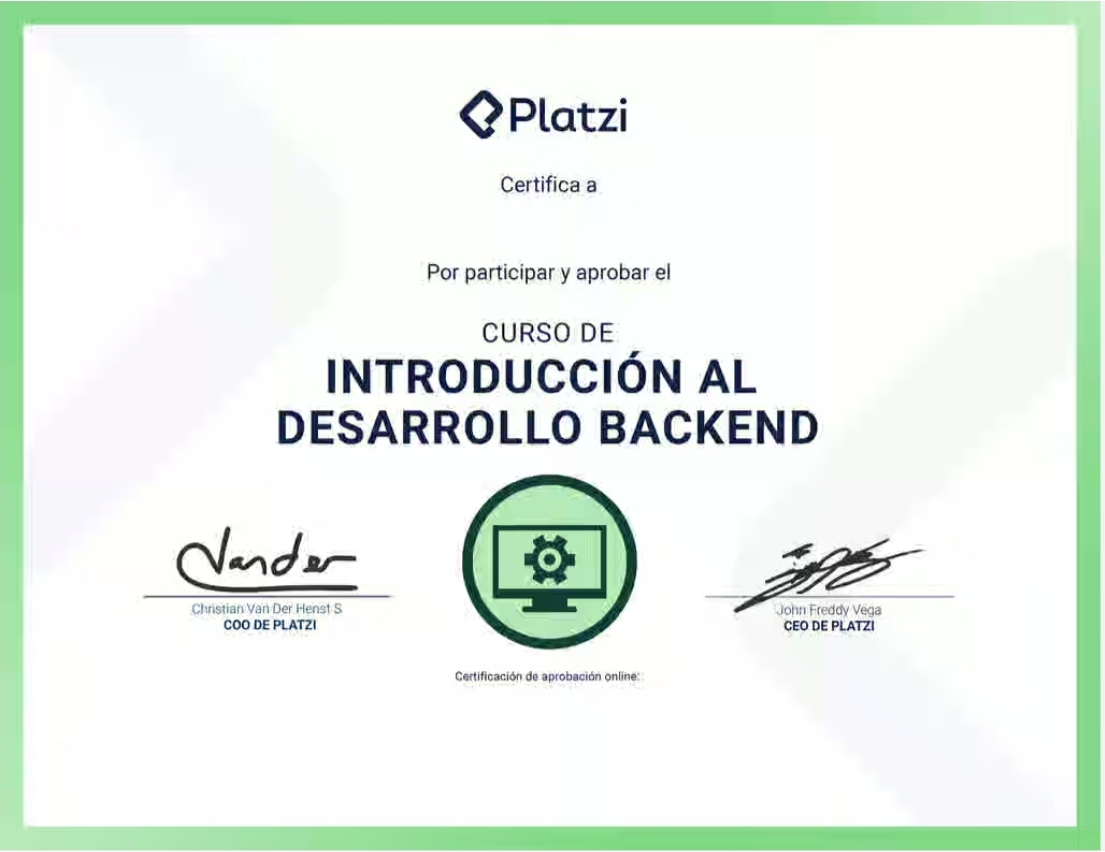 Platzi
Certifica a
Por participar y aprobar el
CURSO DE
INTRODUCCIÓN AL
DESARROLLO BACKEND
Vander
Christian Van Der Henst S
COO DE PLATZI
John Freddy Vega
CEO DE PLATZI
Certificación de aprobación online: